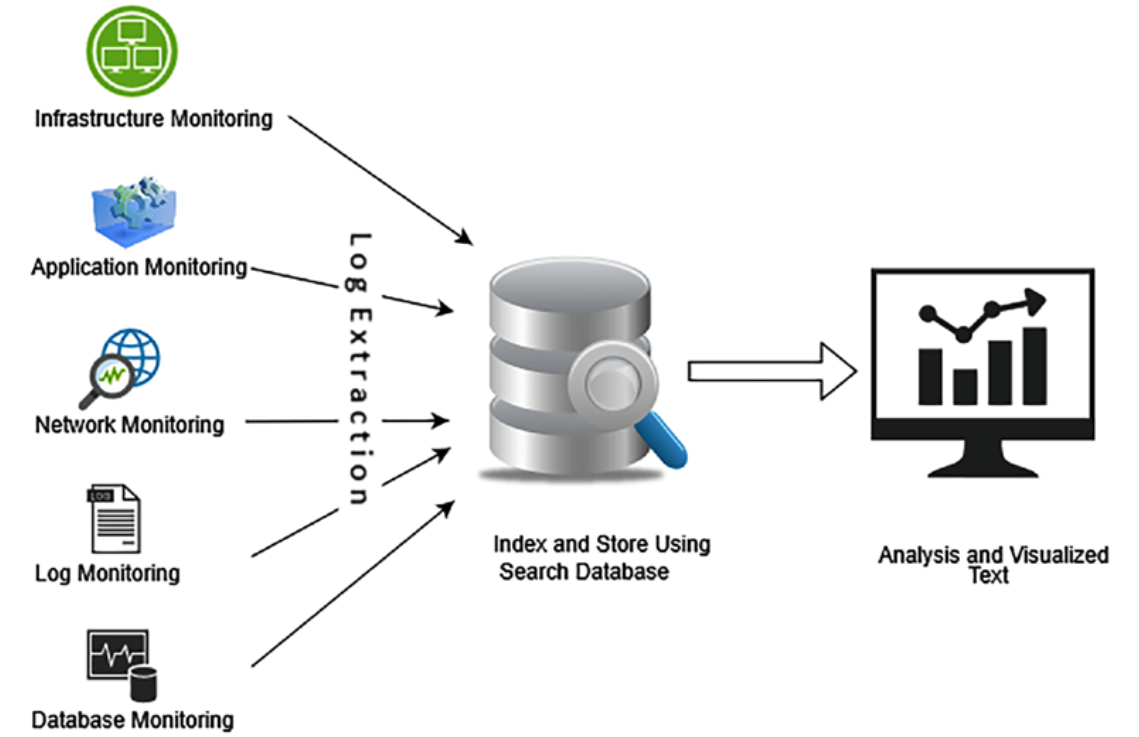 Infrastructure Monitoring
Application Monitoring
Network Monitoring
LOG
Log Monitoring
Database Monitoring
Log Extraction
Index and Store Using
Search Database
Analysis and Visualized
Text